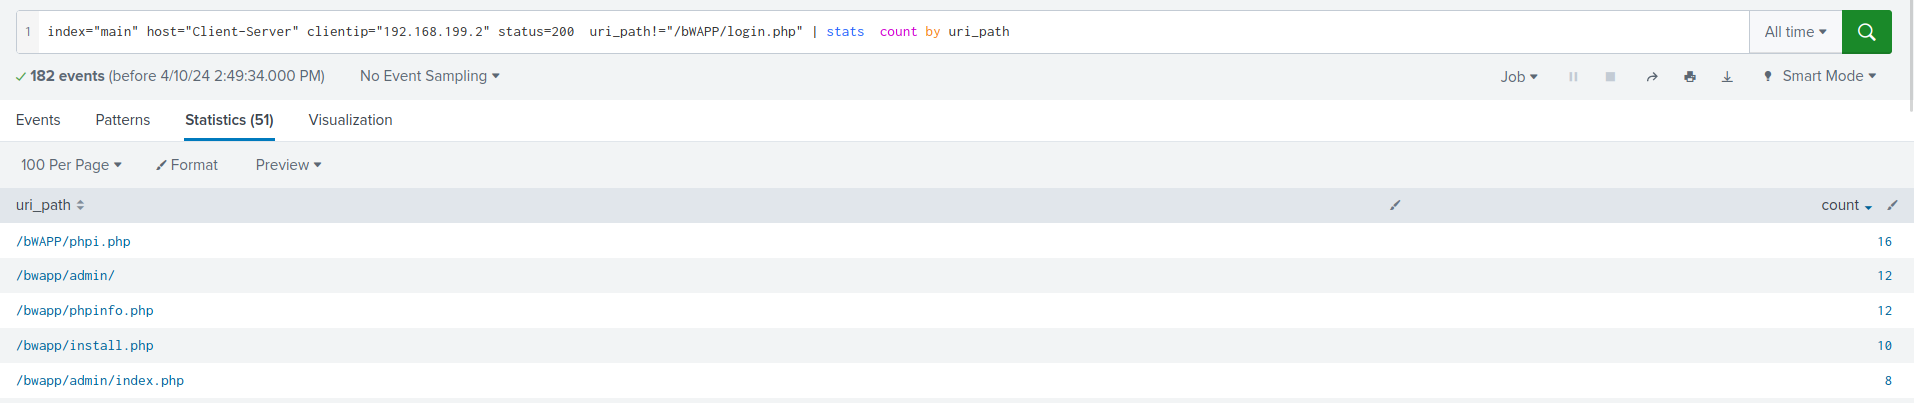 1 index="main" host="Client-Server" clientip="192.168.199.2" status=200  uri_path!="/bWAPP/login.php" | stats  count by uri_path All time
182 events (before 4/10/24 2:49:34.000 PM) No Event Sampling Job Smart Mode
Events Patterns Statistics (51) Visualization
100 Per Page Format Preview
uri_path count
/bWAPP/phpi.php 16
/bwapp/admin/ 12
/bwapp/phpinfo.php 12
/bwapp/install.php 10
/bwapp/admin/index.php 8